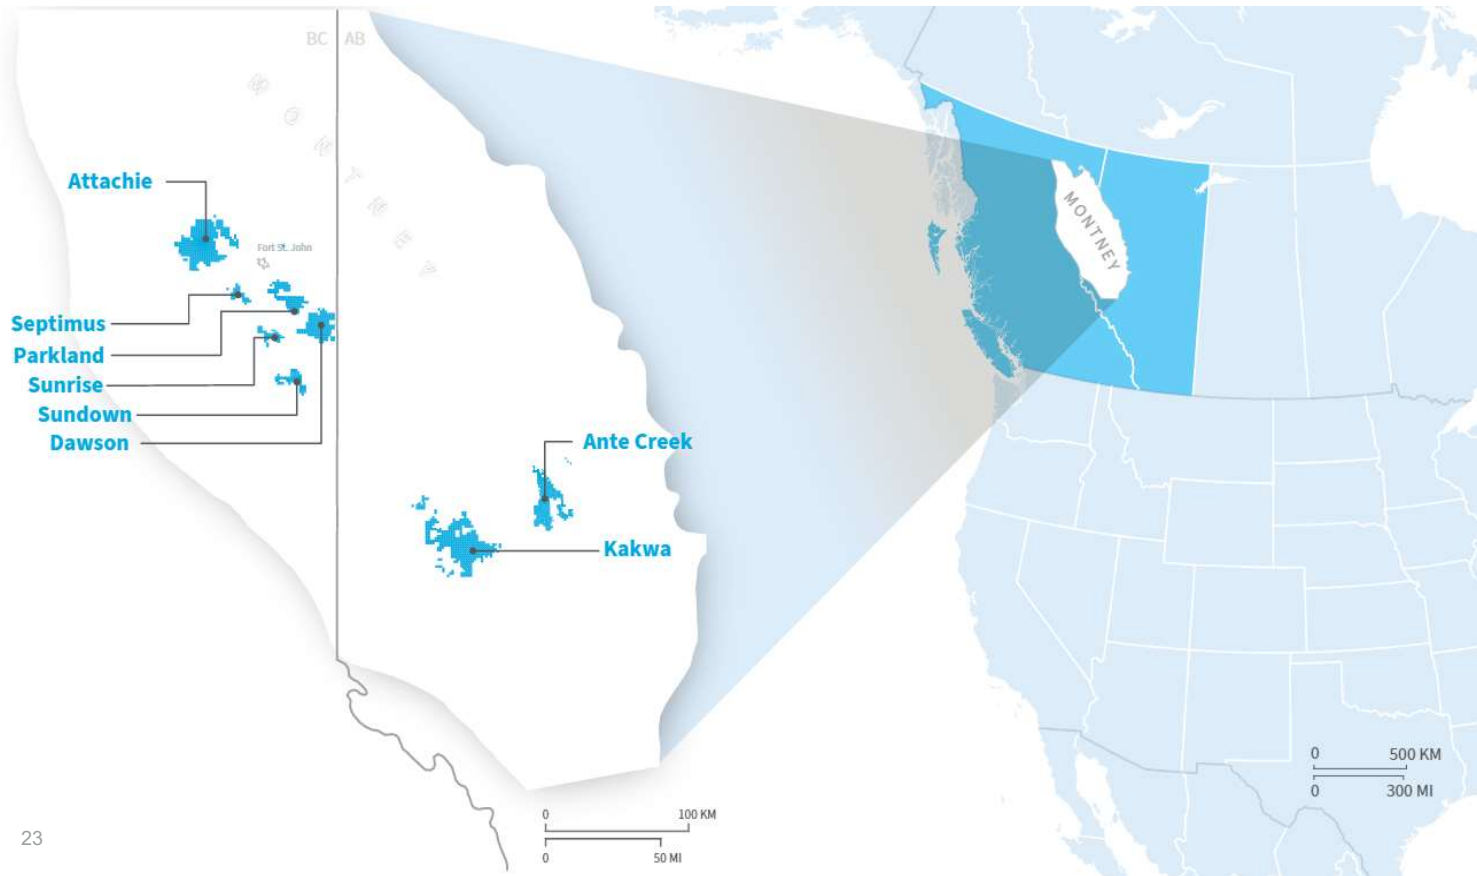 BC AB
MONTNEY
Attachie
Fort St. John
Septimus
Parkland
Sunrise
Sundown
Dawson
Ante Creek
Kakwa
MONTNEY
0 500 KM
0 300 MI
0 100 KM
0 50 MI
23